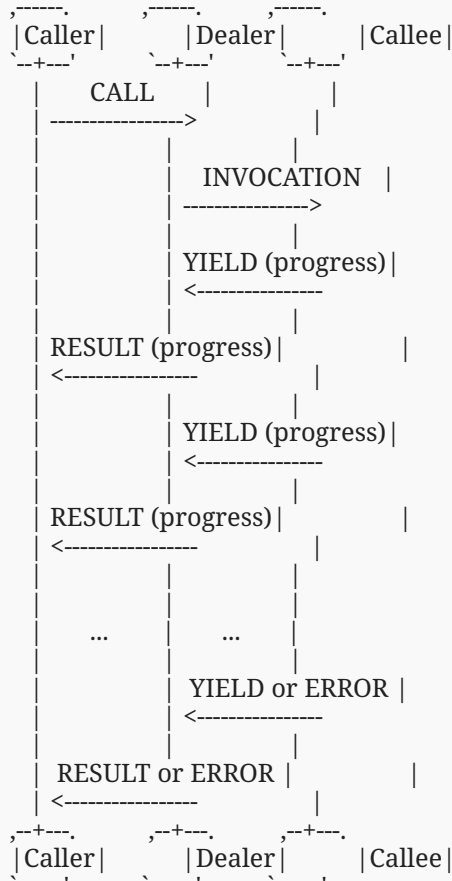 ,------.          ,------.          ,------.
|Caller|          |Dealer|          |Callee|
`--+---'          `--+---'          `--+---'
   |       CALL       |                  |
   | ----------------->                  |
   |                  |                  |
   |                  |    INVOCATION   |
   |                  | ---------------->
   |                  |                  |
   |                  | YIELD (progress)|
   |                  | <----------------
   |                  |                  |
   | RESULT (progress)|                  |
   | <-----------------                  |
   |                  |                  |
   |                  | YIELD (progress)|
   |                  | <----------------
   |                  |                  |
   | RESULT (progress)|                  |
   | <-----------------                  |
   |                  |                  |
   |                  |                  |
   |       ...        |       ...        |
   |                  |                  |
   |                  |  YIELD or ERROR |
   |                  | <----------------
   |                  |                  |
   |  RESULT or ERROR |                  |
   | <-----------------                  |
,--+---.          ,--+---.          ,--+---.
|Caller|          |Dealer|          |Callee|